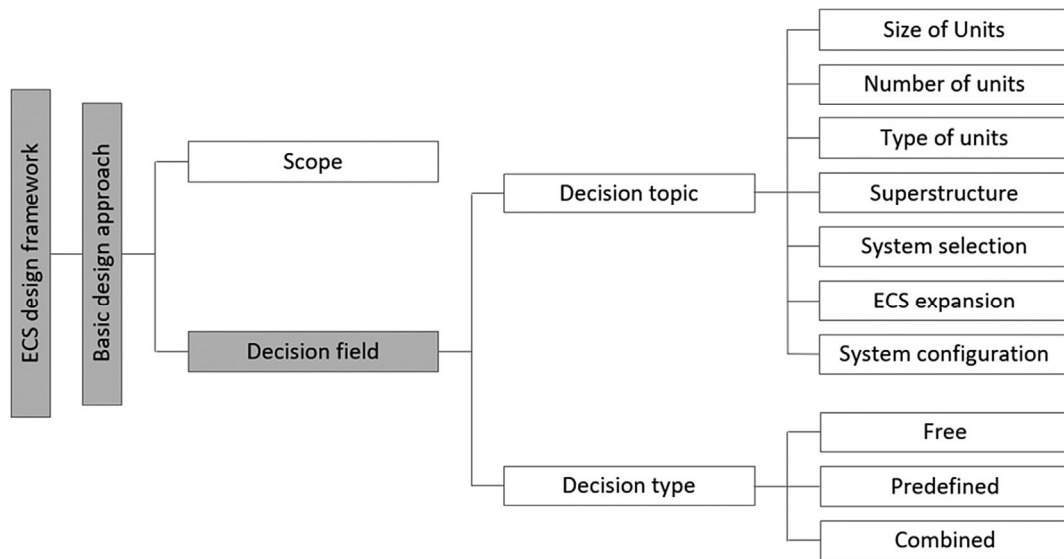 ECS design framework
Basic design approach
Scope
Decision field
Decision topic
Decision type
Size of Units
Number of units
Type of units
Superstructure
System selection
ECS expansion
System configuration
Free
Predefined
Combined